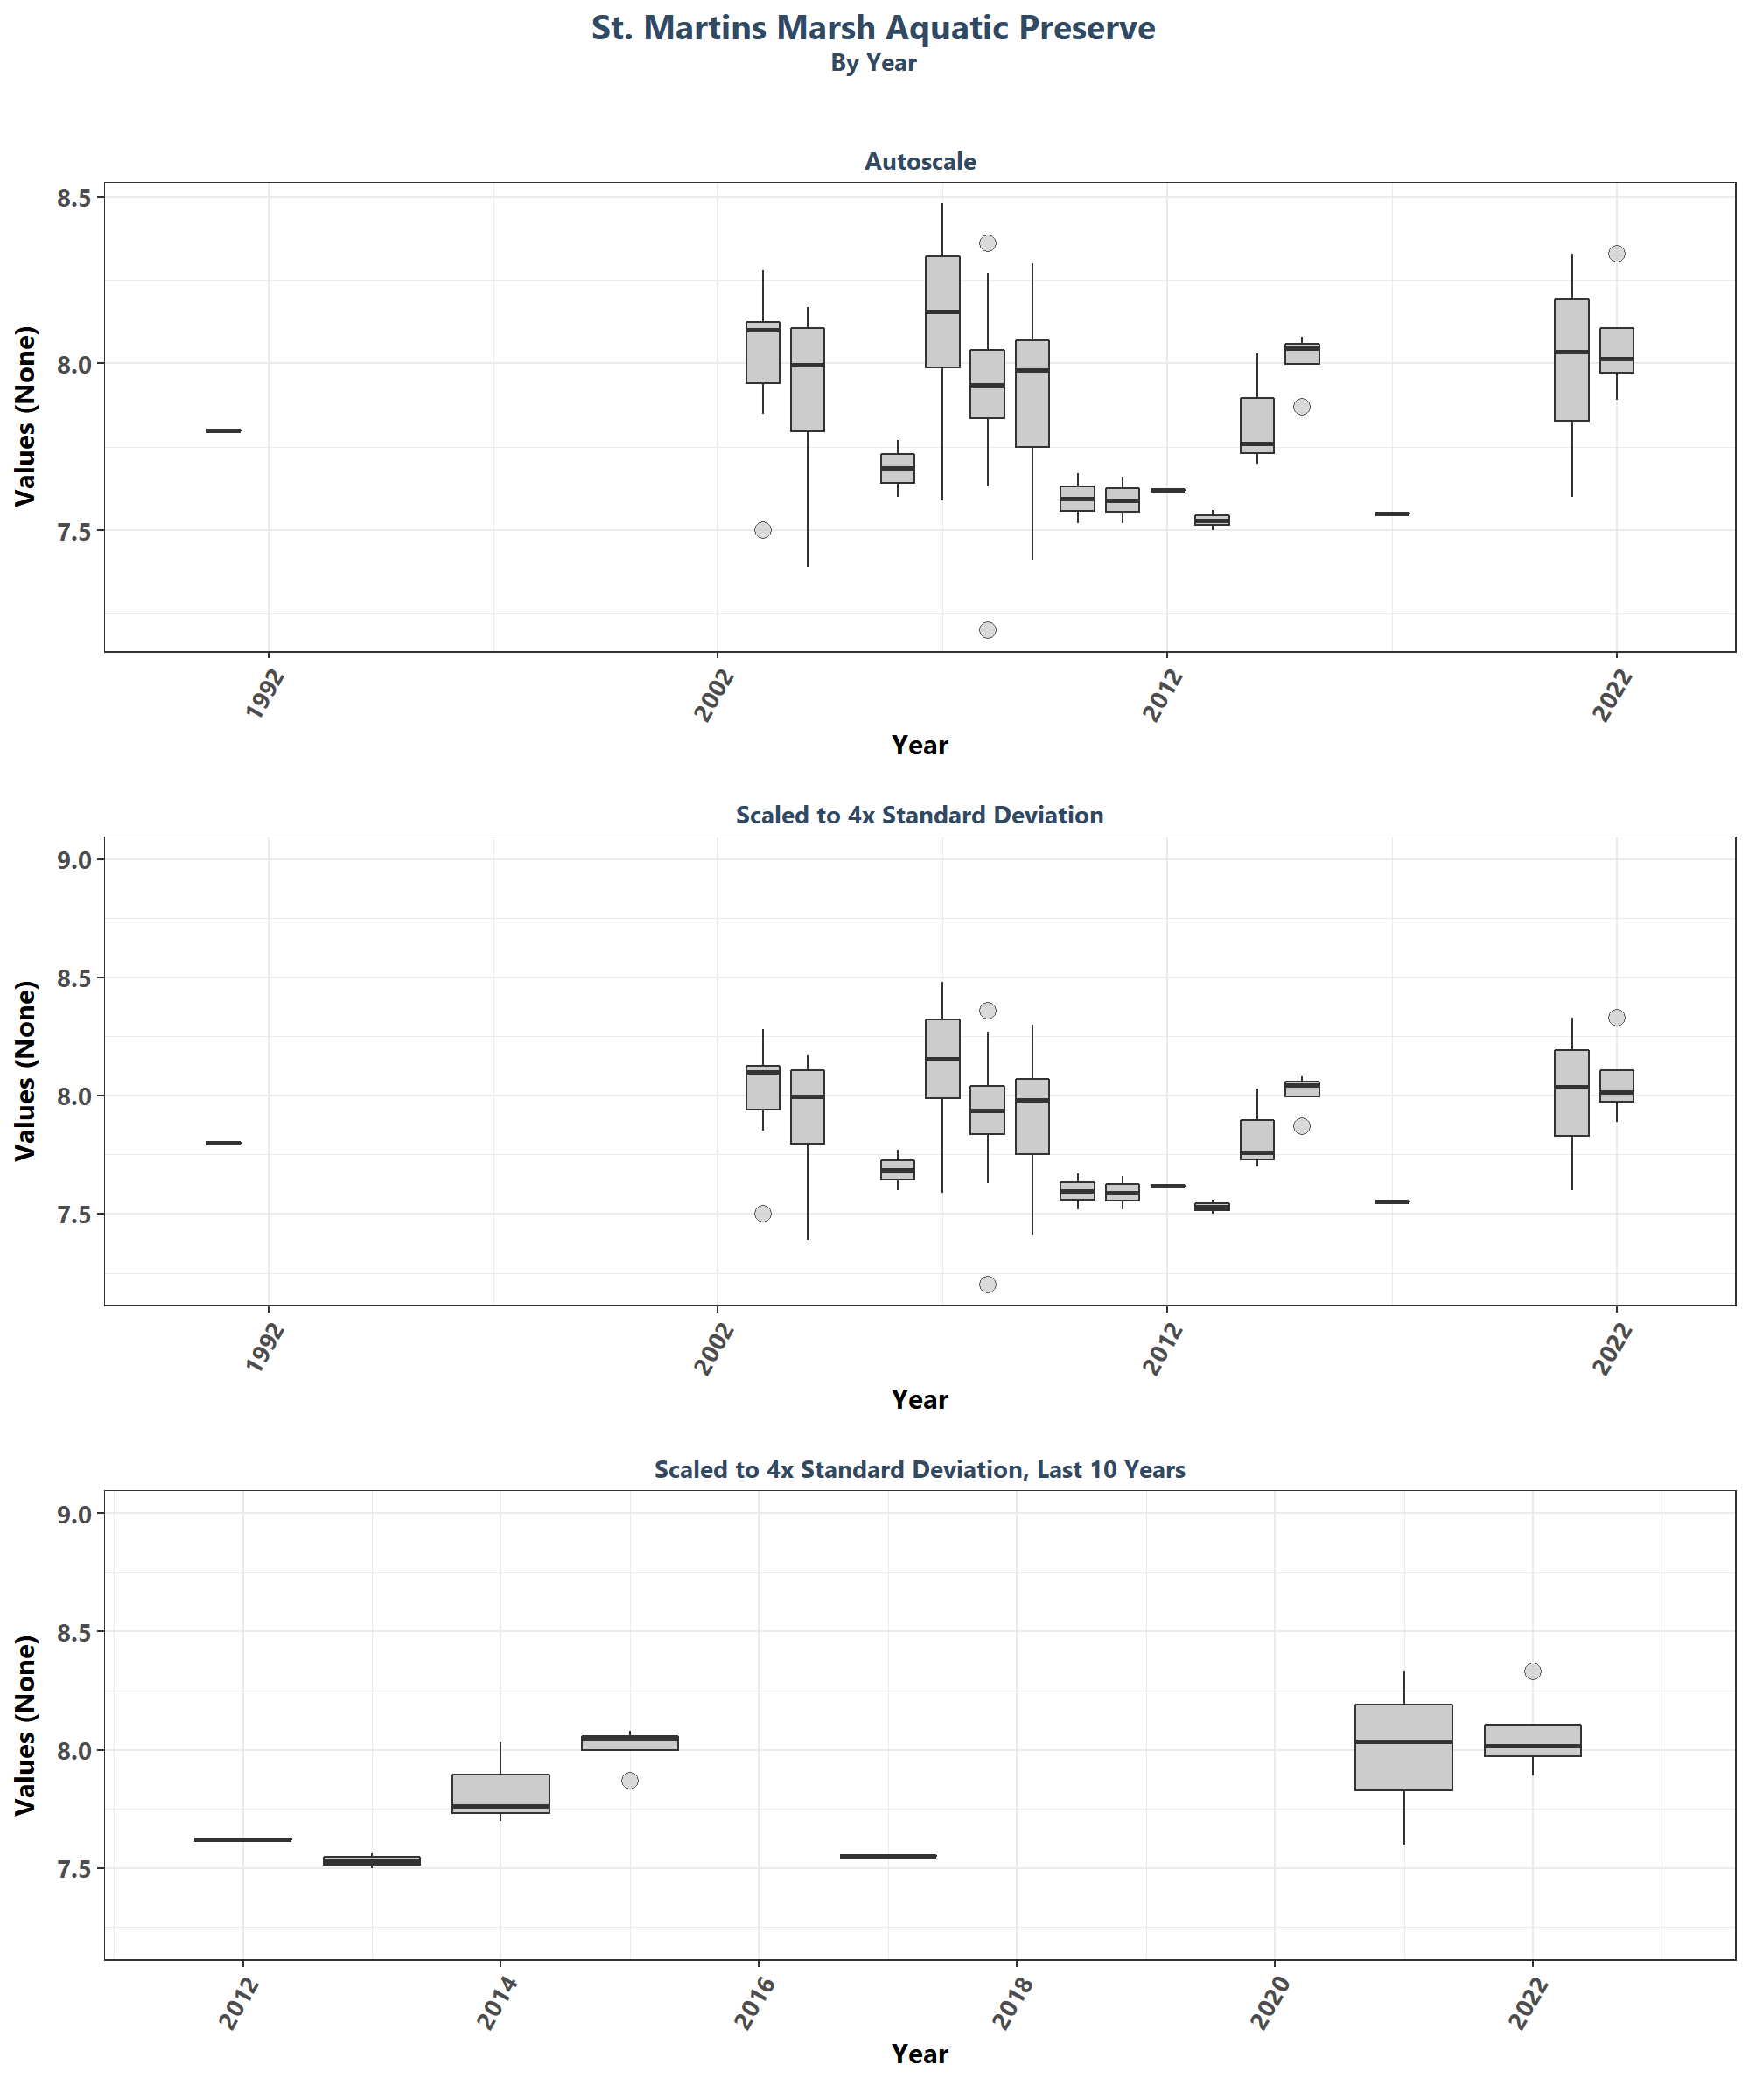 St. Martins Marsh Aquatic Preserve
By Year
Autoscale
8.5
8.0
7.5
Values (None)
1992 2002 2012 2022
Year
Scaled to 4x Standard Deviation
9.0
8.5
8.0
7.5
Values (None)
1992 2002 2012 2022
Year
Scaled to 4x Standard Deviation, Last 10 Years
9.0
8.5
8.0
7.5
Values (None)
2012 2014 2016 2018 2020 2022
Year